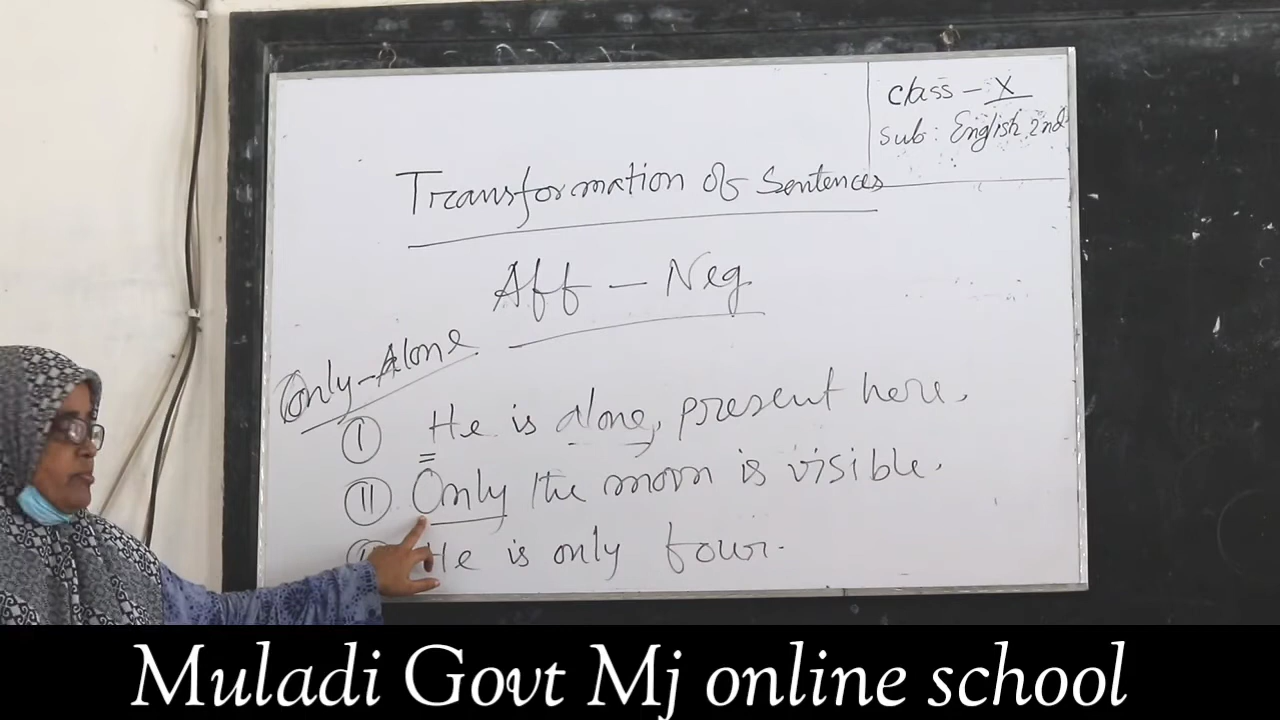 Class - X
Sub: English 2nd
Transformation Of Sentences
Aff - Neg
Only-Alone
I He is alone, present here.
II Only the moon is visible.
He is only four.
Muladi Govt Mj online school